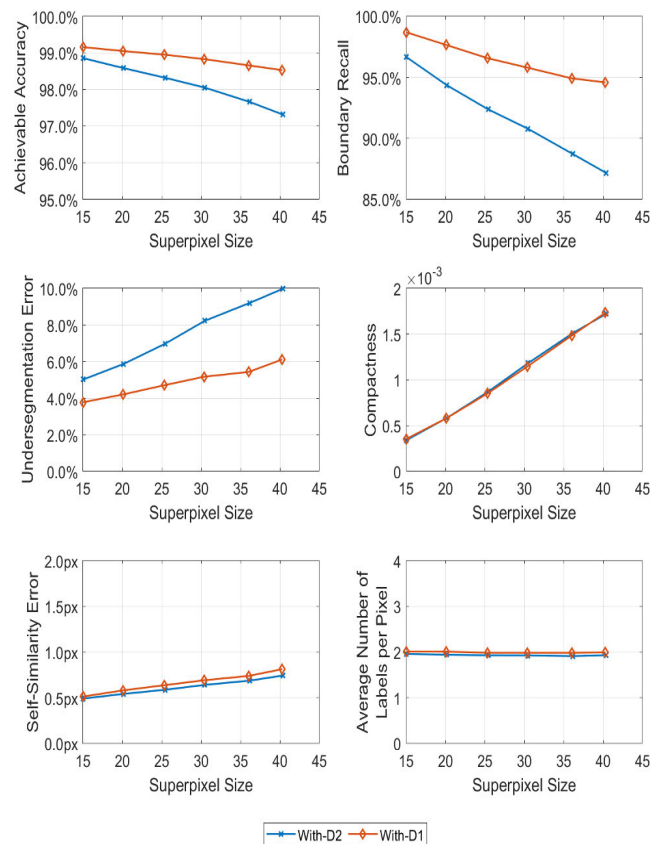 100.0%
99.0%
98.0%
97.0%
96.0%
95.0%
15 20 25 30 35 40 45
Superpixel Size
Achievable Accuracy
100.0%
95.0%
90.0%
85.0%
15 20 25 30 35 40 45
Superpixel Size
Boundary Recall
10.0%
8.0%
6.0%
4.0%
2.0%
0.0%
15 20 25 30 35 40 45
Superpixel Size
Undersegmentation Error
×10⁻³
2
1.5
1
0.5
0
15 20 25 30 35 40 45
Superpixel Size
Compactness
2.0px
1.5px
1.0px
0.5px
0.0px
15 20 25 30 35 40 45
Superpixel Size
Self-Similarity Error
4
3
2
1
0
15 20 25 30 35 40 45
Superpixel Size
Average Number of
Labels per Pixel
With-D2 With-D1